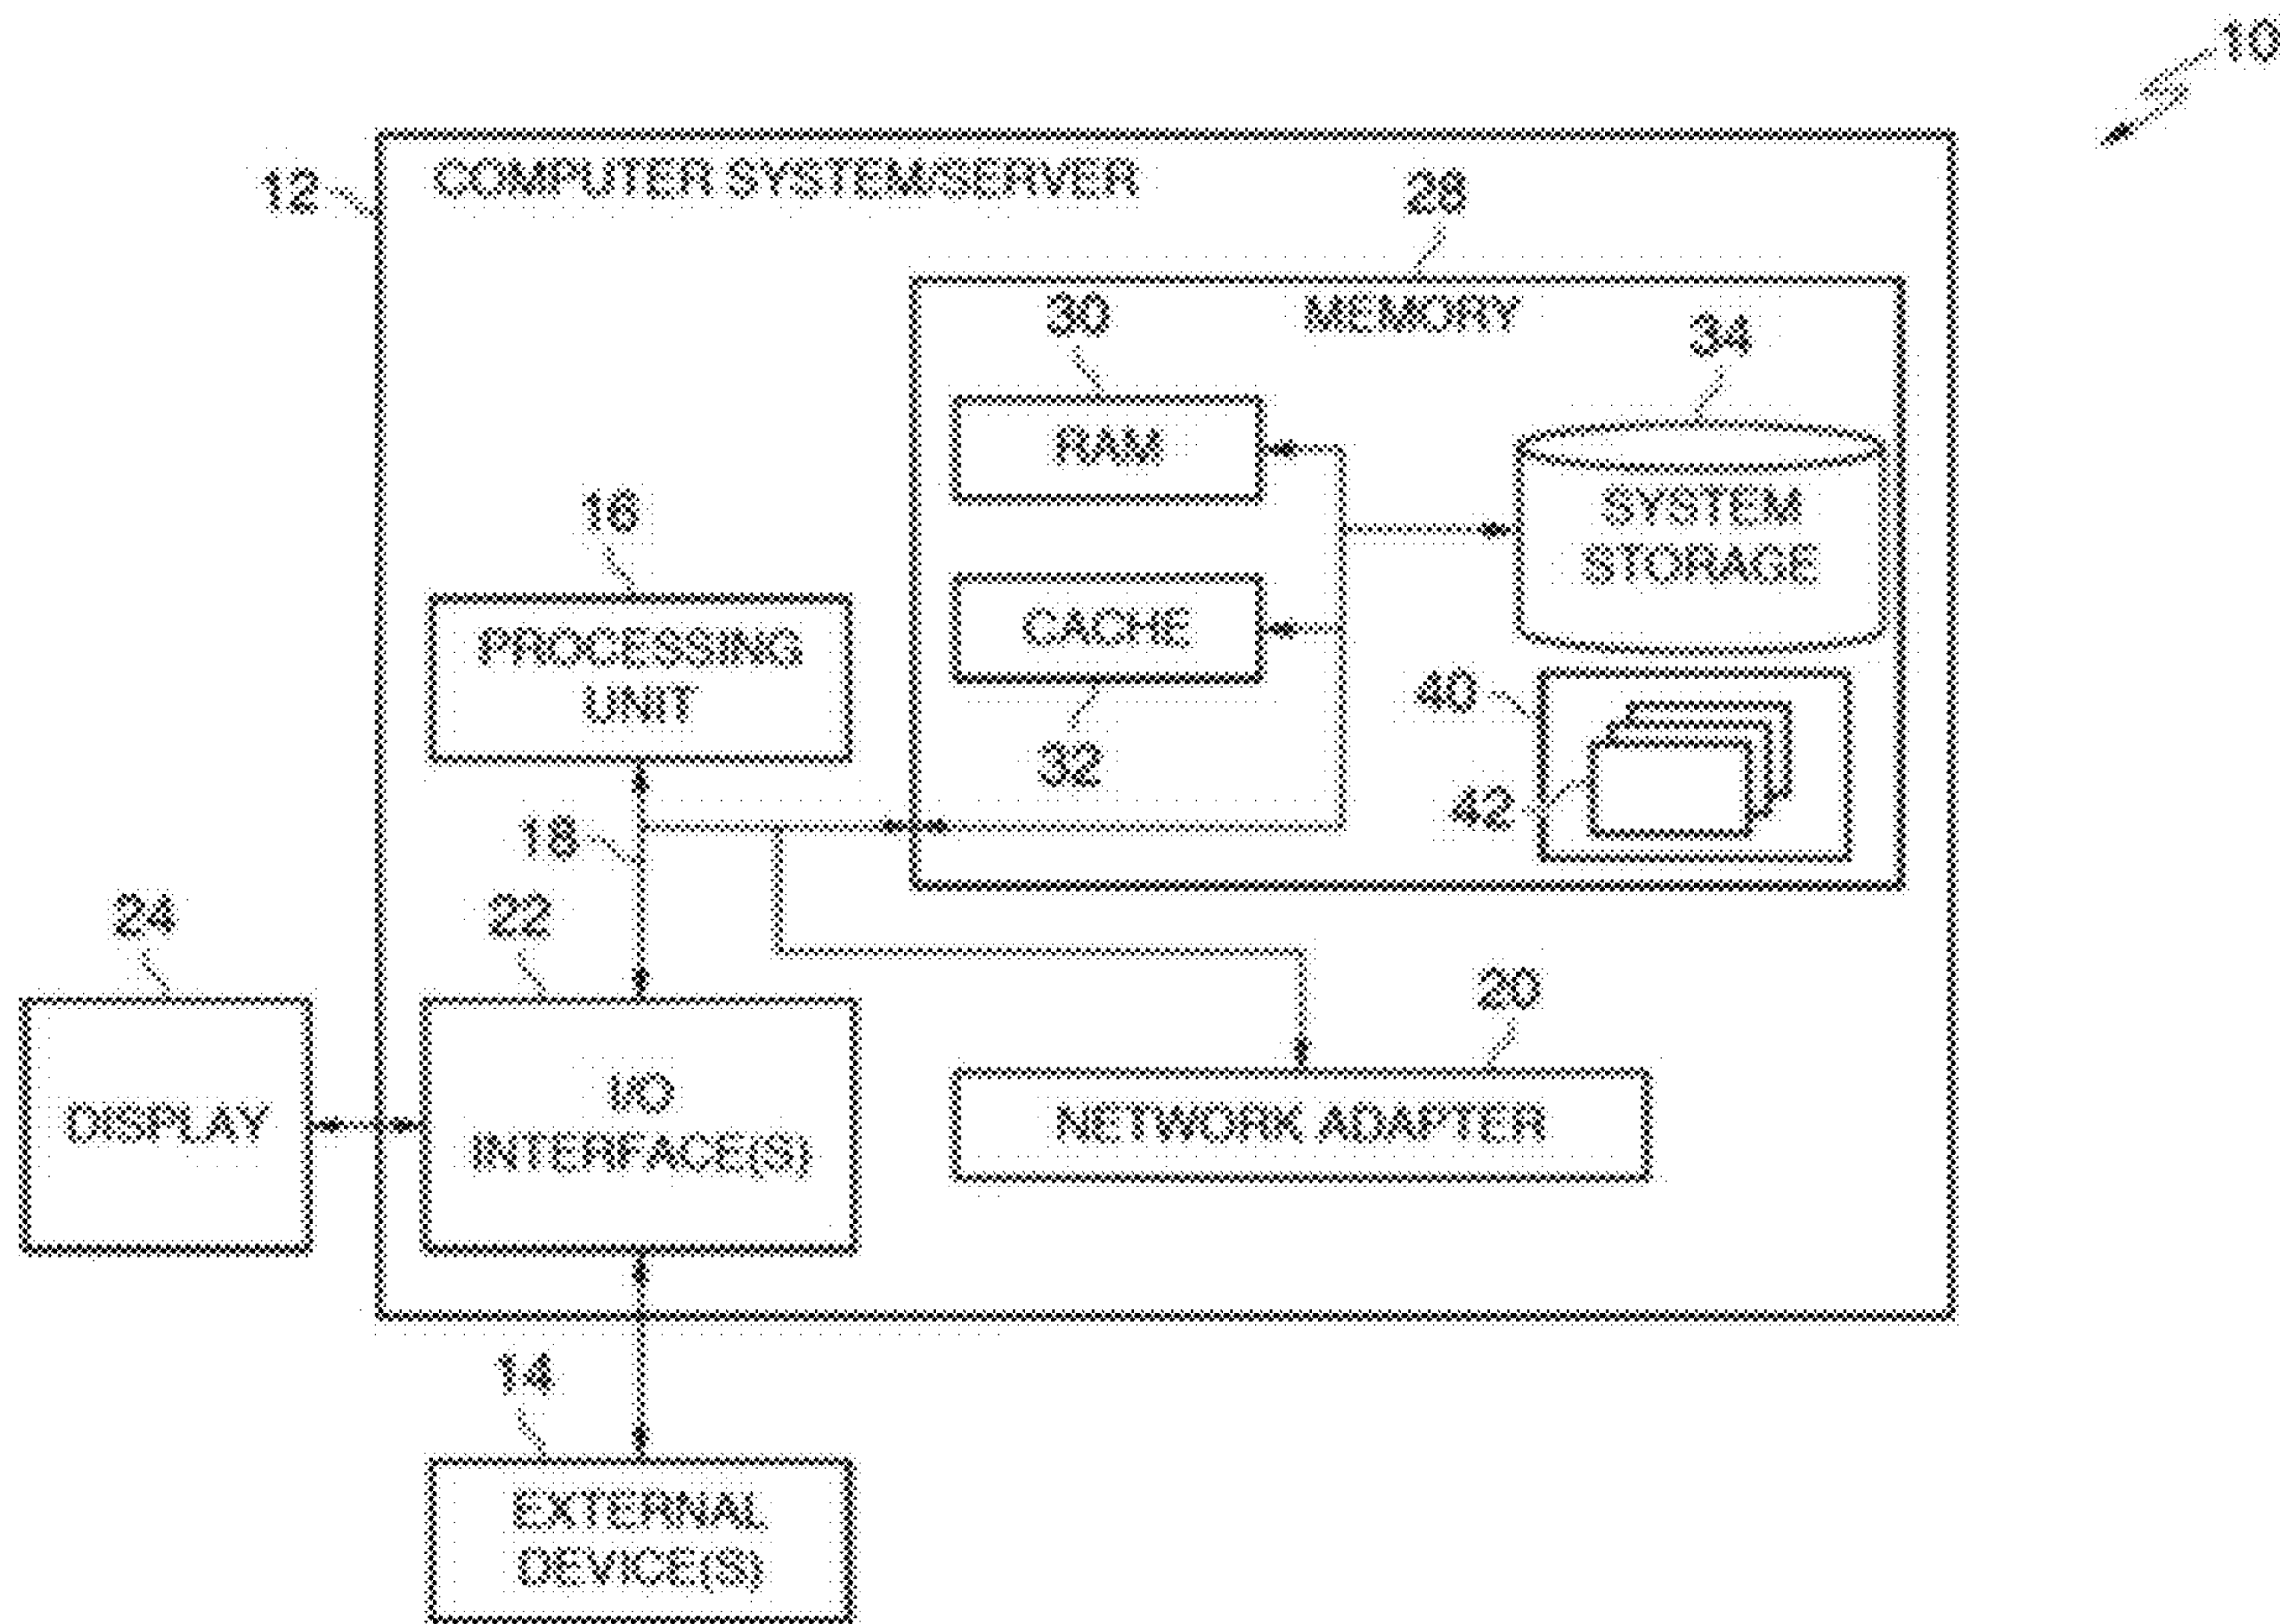 10
12
COMPUTER SYSTEM/SERVER
28
MEMORY
30
34
RAM
SYSTEM
STORAGE
16
PROCESSING
UNIT
CACHE
32
40
42
18
22
24
20
DISPLAY
I/O
INTERFACE(S)
NETWORK ADAPTER
14
EXTERNAL
DEVICE(S)